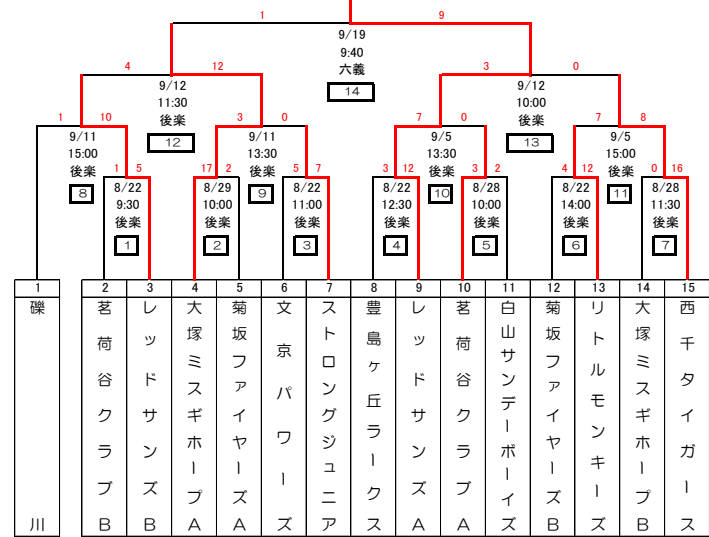 1 9
9/19
9:40
六義
14
4 12
9/12
11:30
後楽
12
3 0
9/12
10:00
後楽
13
1 10
9/11
15:00
後楽
8
3 0
9/11
13:30
後楽
9
7 0
9/5
13:30
後楽
10
7 8
9/5
15:00
後楽
11
1 5
8/22
9:30
後楽
1
17 2
8/29
10:00
後楽
2
5 7
8/22
11:00
後楽
3
3 12
8/22
12:30
後楽
4
3 2
8/28
10:00
後楽
5
4 12
8/22
14:00
後楽
6
0 16
8/28
11:30
後楽
7
1 2 3 4 5 6 7 8 9 10 11 12 13 14 15
礫川
茗荷谷クラブB
レッドサンズB
大塚ミスギホープA
菊坂ファイヤーズA
文京パワーズ
ストロングジュニア
豊島ヶ丘ラークス
レッドサンズA
茗荷谷クラブA
白山サンデーボーイズ
菊坂ファイヤーズB
リトルモンキーズ
大塚ミスギホープB
西千タイガース